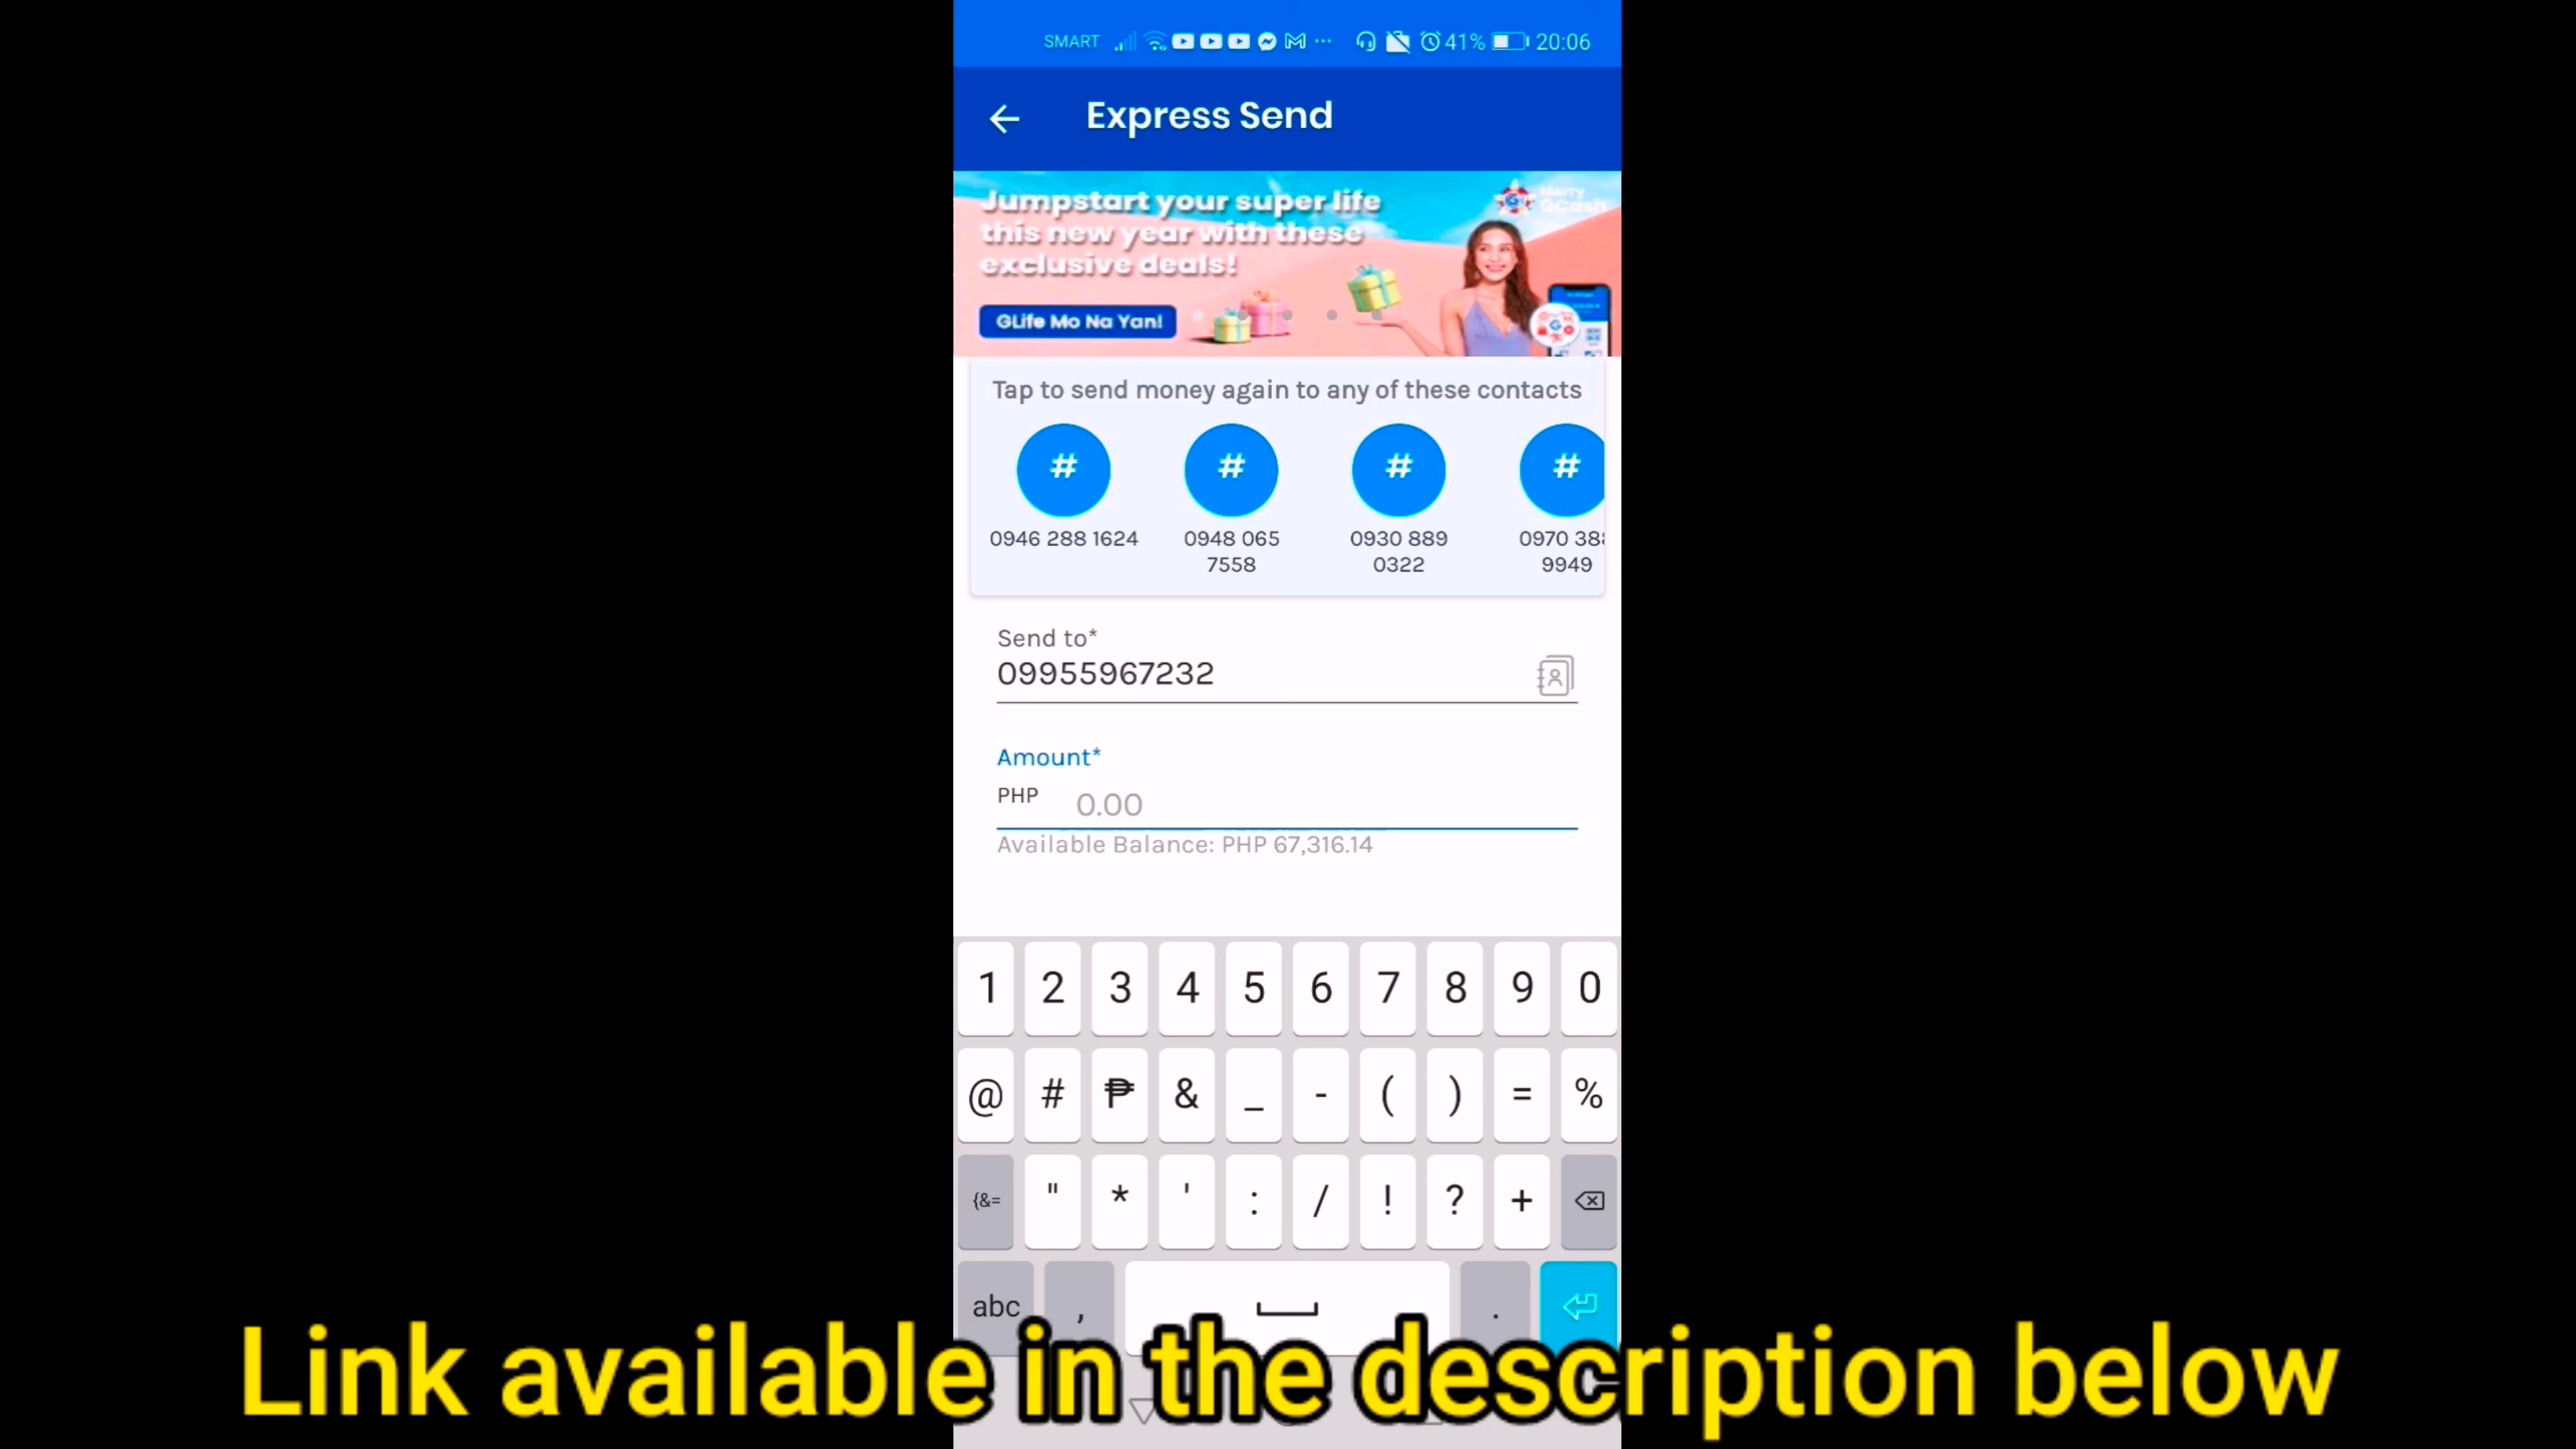 SMART 41% 20:06
Express Send
Jumpstart your super life
this new year with these
exclusive deals!
Merry
GCash
GLife Mo Na Yan!
Tap to send money again to any of these contacts
# # # #
0946 288 1624 0948 065 0930 889 0970 388
7558 0322 9949
Send to*
09955967232
Amount*
PHP 0.00
Available Balance: PHP 67,316.14
1 2 3 4 5 6 7 8 9 0
@ # ₱ & _ - ( ) = %
{&= " * ' : / ! ? +
abc , .
Link available in the description below